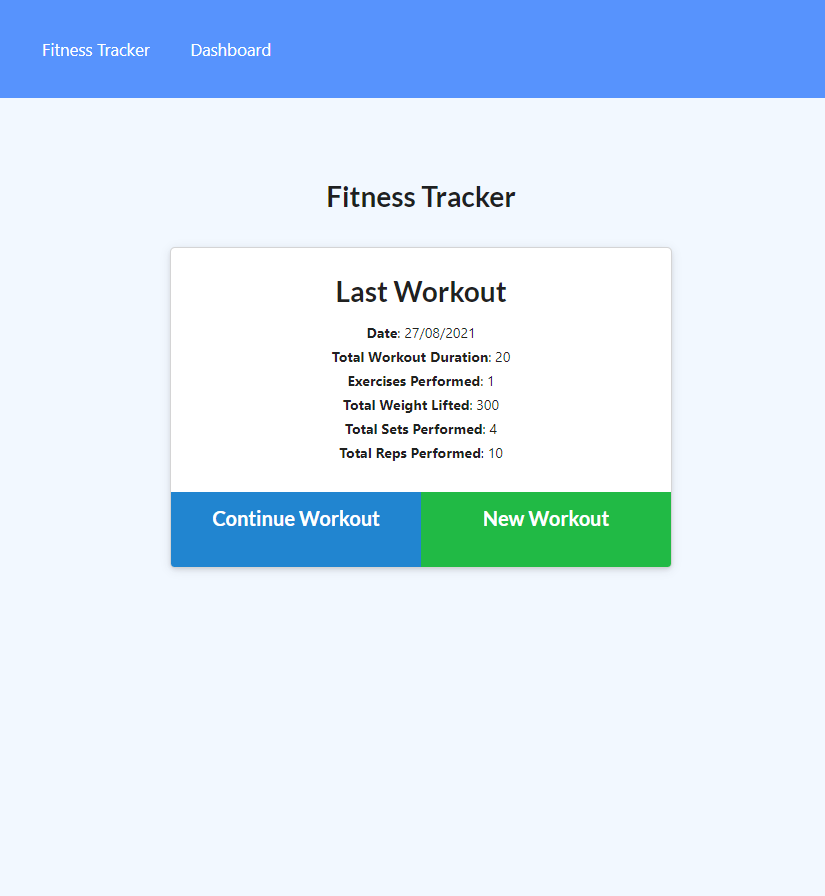 Fitness Tracker Dashboard
Fitness Tracker
Last Workout
Date: 27/08/2021
Total Workout Duration: 20
Exercises Performed: 1
Total Weight Lifted: 300
Total Sets Performed: 4
Total Reps Performed: 10
Continue Workout New Workout